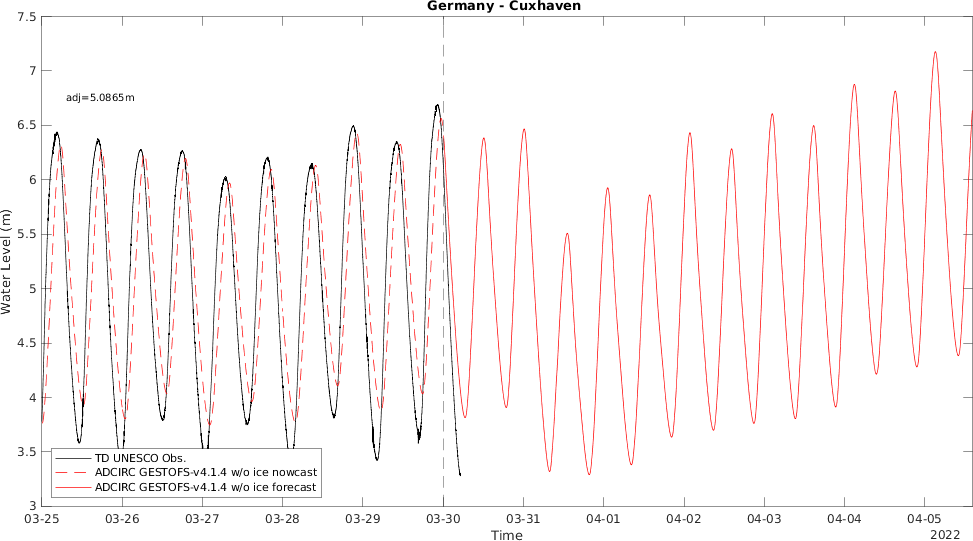 Germany - Cuxhaven
7.5
7
6.5
6
5.5
5
4.5
4
3.5
3
Water Level (m)
adj=5.0865m
TD UNESCO Obs.
ADCIRC GESTOFS-v4.1.4 w/o ice nowcast
ADCIRC GESTOFS-v4.1.4 w/o ice forecast
03-25 03-26 03-27 03-28 03-29 03-30 03-31 04-01 04-02 04-03 04-04 04-05
2022
Time